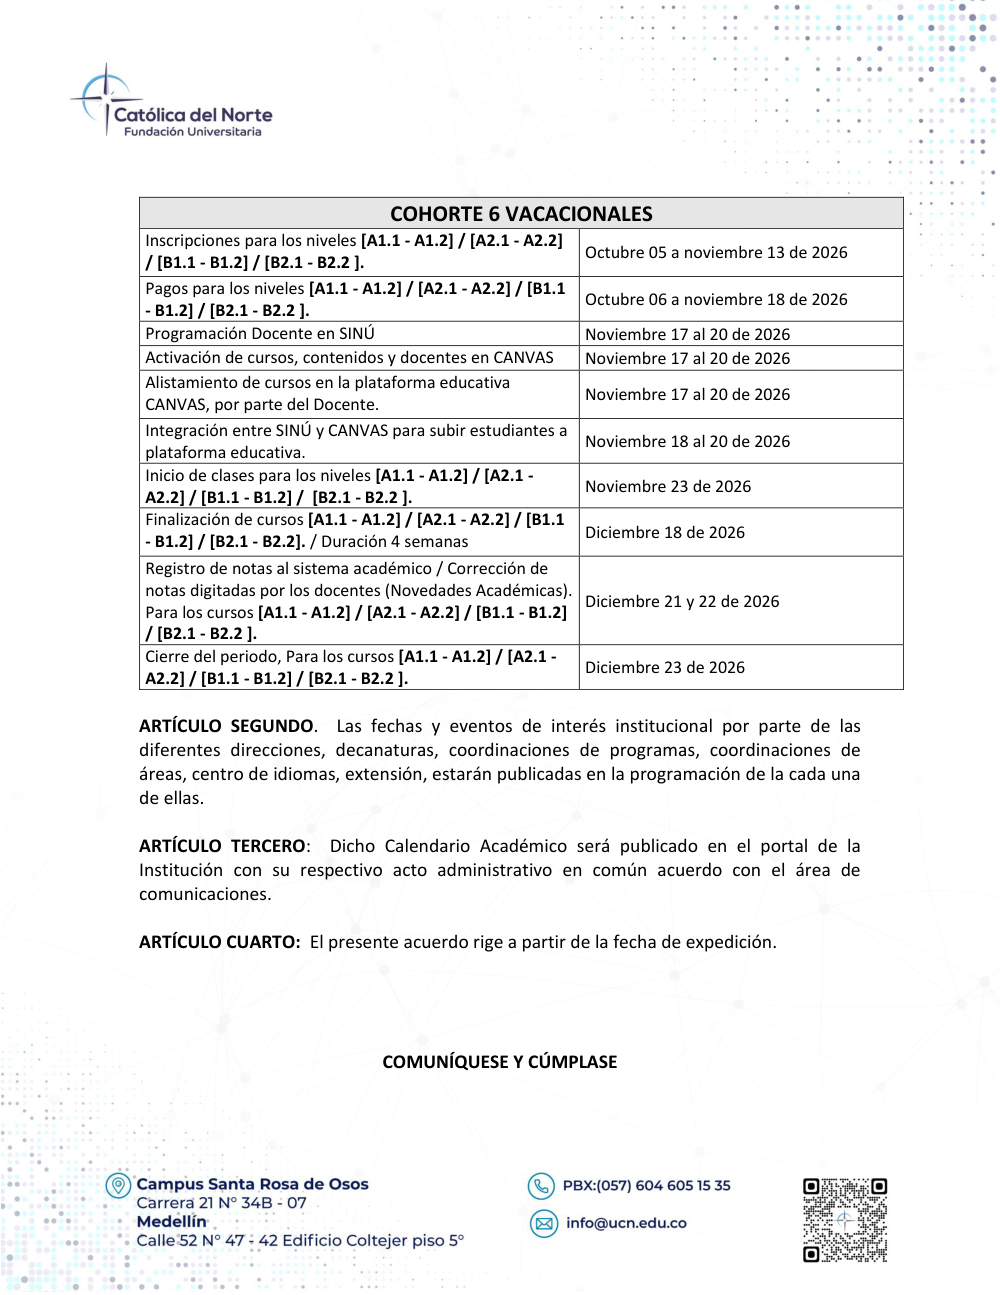 Católica del Norte
Fundación Universitaria
COHORTE 6 VACACIONALES
Inscripciones para los niveles [A1.1 - A1.2] / [A2.1 - A2.2]
/ [B1.1 - B1.2] / [B2.1 - B2.2 ].
Octubre 05 a noviembre 13 de 2026
Pagos para los niveles [A1.1 - A1.2] / [A2.1 - A2.2] / [B1.1
- B1.2] / [B2.1 - B2.2 ].
Octubre 06 a noviembre 18 de 2026
Programación Docente en SINÚ
Noviembre 17 al 20 de 2026
Activación de cursos, contenidos y docentes en CANVAS
Noviembre 17 al 20 de 2026
Alistamiento de cursos en la plataforma educativa
CANVAS, por parte del Docente.
Noviembre 17 al 20 de 2026
Integración entre SINÚ y CANVAS para subir estudiantes a
plataforma educativa.
Noviembre 18 al 20 de 2026
Inicio de clases para los niveles [A1.1 - A1.2] / [A2.1 -
A2.2] / [B1.1 - B1.2] /  [B2.1 - B2.2 ].
Noviembre 23 de 2026
Finalización de cursos [A1.1 - A1.2] / [A2.1 - A2.2] / [B1.1
- B1.2] / [B2.1 - B2.2]. / Duración 4 semanas
Diciembre 18 de 2026
Registro de notas al sistema académico / Corrección de
notas digitadas por los docentes (Novedades Académicas).
Para los cursos [A1.1 - A1.2] / [A2.1 - A2.2] / [B1.1 - B1.2]
/ [B2.1 - B2.2 ].
Diciembre 21 y 22 de 2026
Cierre del periodo, Para los cursos [A1.1 - A1.2] / [A2.1 -
A2.2] / [B1.1 - B1.2] / [B2.1 - B2.2 ].
Diciembre 23 de 2026
ARTÍCULO SEGUNDO.  Las fechas y eventos de interés institucional por parte de las
diferentes direcciones, decanaturas, coordinaciones de programas, coordinaciones de
áreas, centro de idiomas, extensión, estarán publicadas en la programación de la cada una
de ellas.
ARTÍCULO TERCERO:  Dicho Calendario Académico será publicado en el portal de la
Institución con su respectivo acto administrativo en común acuerdo con el área de
comunicaciones.
ARTÍCULO CUARTO:  El presente acuerdo rige a partir de la fecha de expedición.
COMUNÍQUESE Y CÚMPLASE
Campus Santa Rosa de Osos
Carrera 21 N° 34B - 07
Medellín
Calle 52 N° 47 - 42 Edificio Coltejer piso 5°
PBX:(057) 604 605 15 35
info@ucn.edu.co